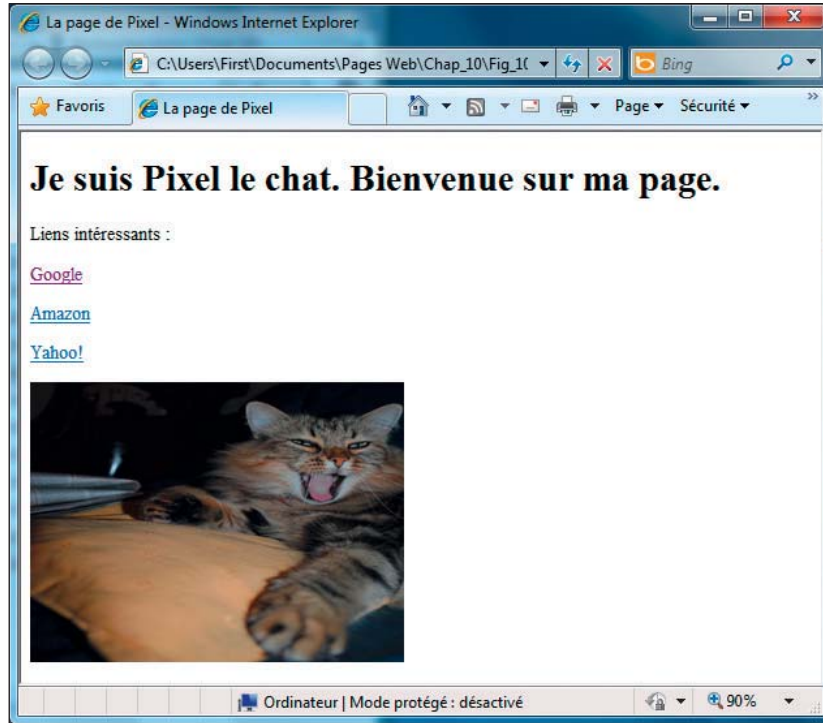 La page de Pixel - Windows Internet Explorer
C:\Users\First\Documents\Pages Web\Chap_10\Fig_1( Bing
Favoris La page de Pixel Page Sécurité »
Je suis Pixel le chat. Bienvenue sur ma page.
Liens intéressants :
Google
Amazon
Yahoo!
Ordinateur | Mode protégé : désactivé 90%